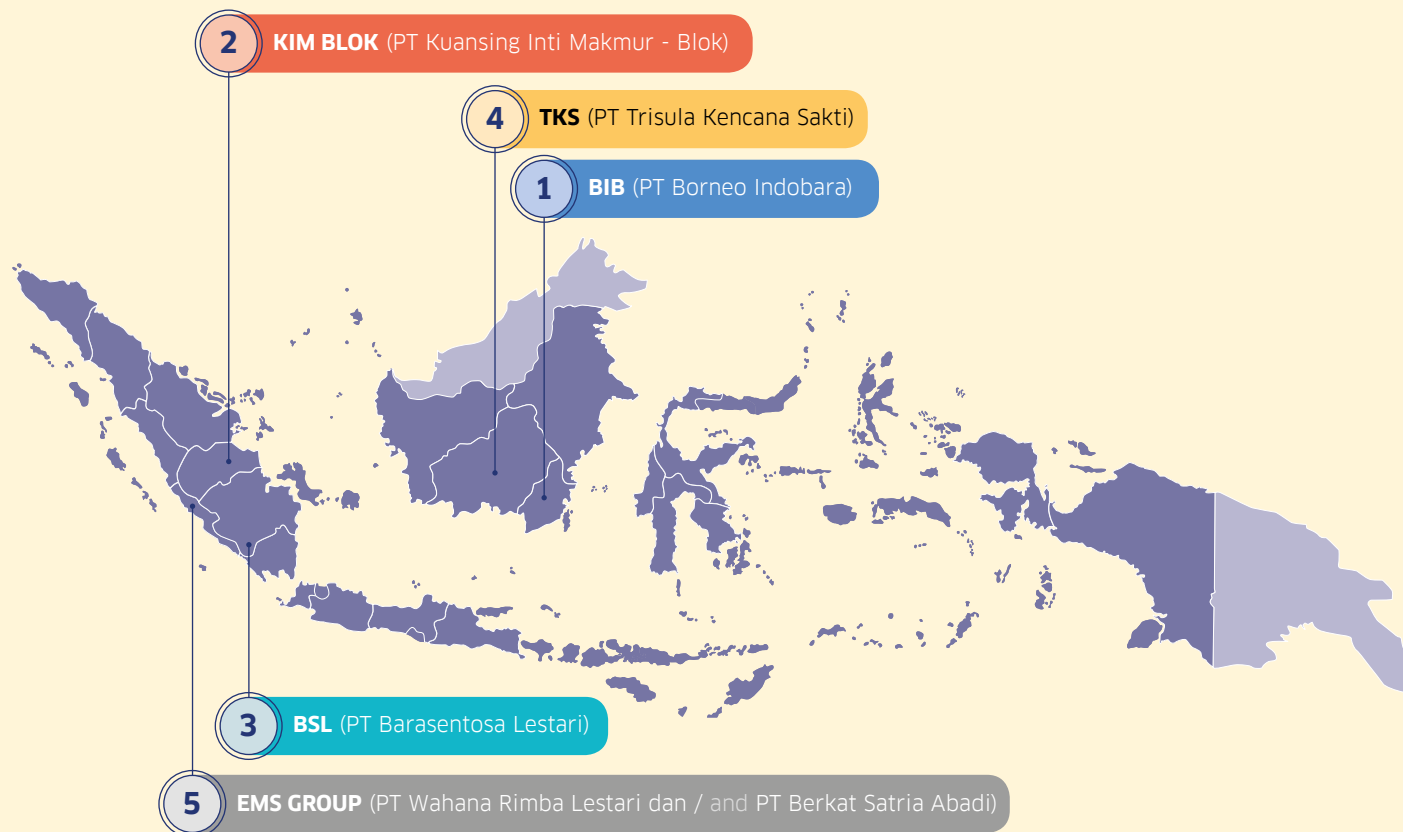 2 KIM BLOK (PT Kuansing Inti Makmur - Blok)
4 TKS (PT Trisula Kencana Sakti)
1 BIB (PT Borneo Indobara)
3 BSL (PT Barasentosa Lestari)
5 EMS GROUP (PT Wahana Rimba Lestari dan / and PT Berkat Satria Abadi)